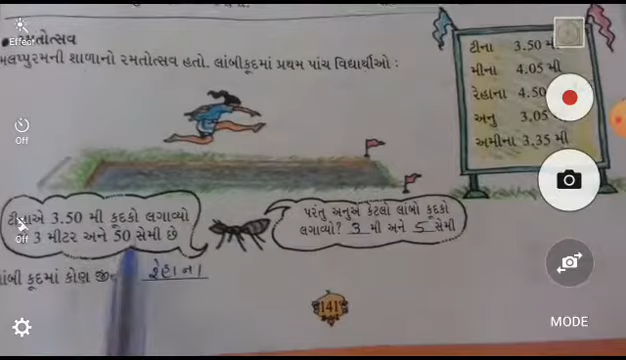 રમતોત્સવ
મલપ્પુરમની શાળાનો રમતોત્સવ હતો. લાંબીકૂદમાં પ્રથમ પાંચ વિદ્યાર્થીઓ :
ટીના 3.50 મી
મીના 4.05 મી
રેહાના 4.50
અનુ 3.05
અમીના 3.35 મી
ટીનાએ 3.50 મી કૂદકો લગાવ્યો
3 મીટર અને 50 સેમી છે
પરંતુ અનુએ કેટલો લાંબો કૂદકો
લગાવ્યો? 3 મી અને 5 સેમી
લાંબી કૂદમાં કોણ રેહાના
141
Effect
Off
Off
MODE